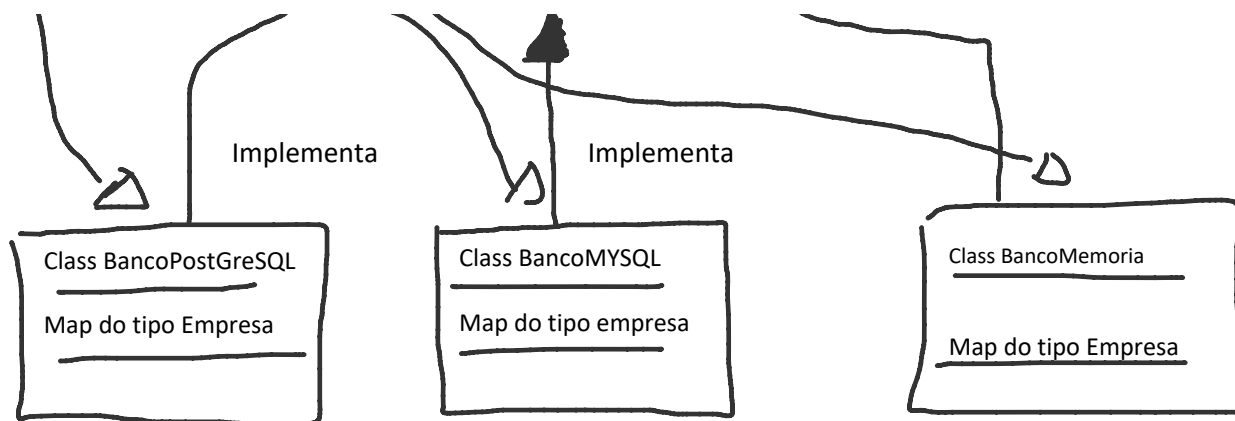 Implementa
Implementa
Class BancoPostGreSQL
Map do tipo Empresa
Class BancoMYSQL
Map do tipo empresa
Class BancoMemoria
Map do tipo Empresa